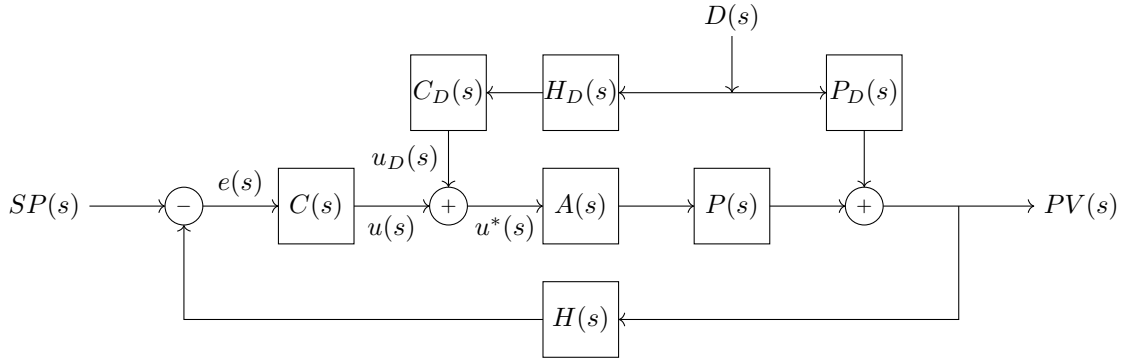 D(s)
C_D(s)
H_D(s)
P_D(s)
u_D(s)
SP(s)
-
e(s)
C(s)
u(s)
+
u*(s)
A(s)
P(s)
+
PV(s)
H(s)